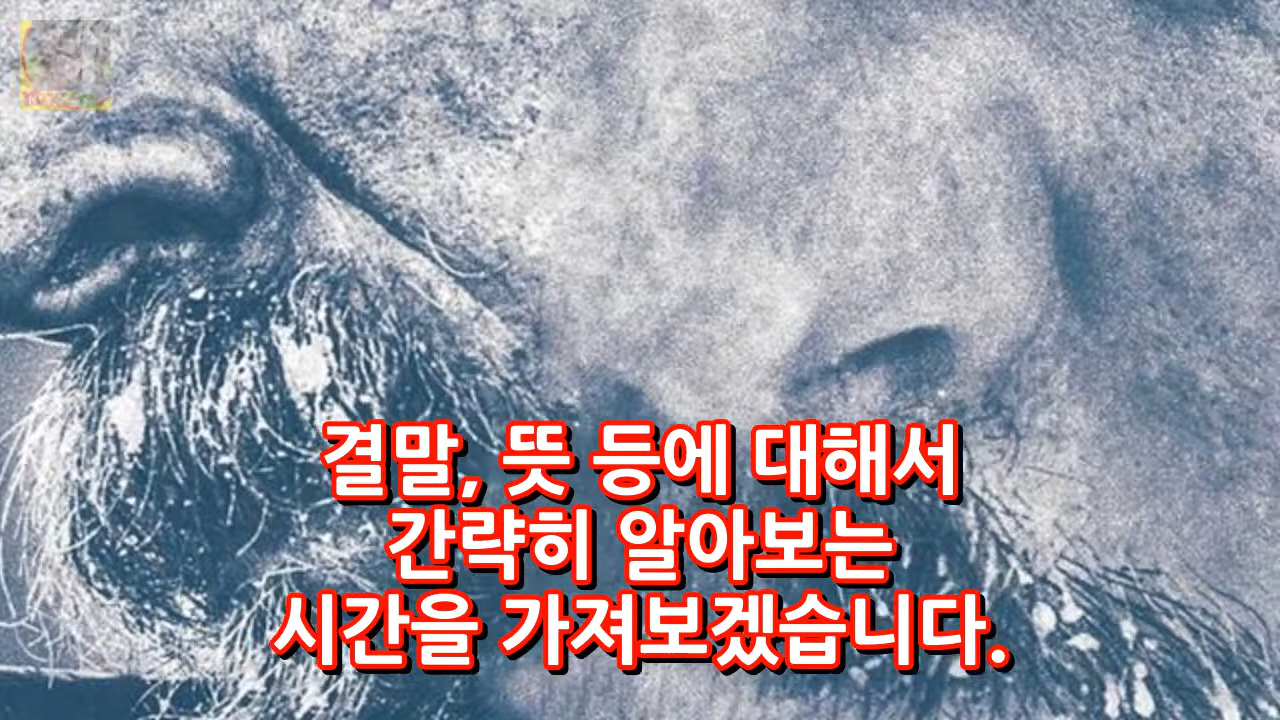 결말, 뜻 등에 대해서
간략히 알아보는
시간을 가져보겠습니다.